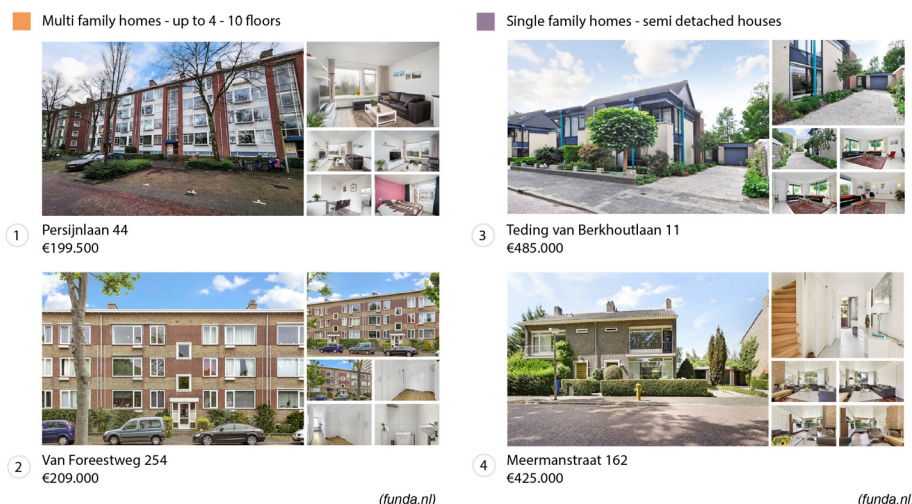 Multi family homes - up to 4 - 10 floors
1
Persijnlaan 44
€199.500
2
Van Foreestweg 254
€209.000
(funda.nl)
Single family homes - semi detached houses
3
Teding van Berkhoutlaan 11
€485.000
4
Meermanstraat 162
€425.000
(funda.nl